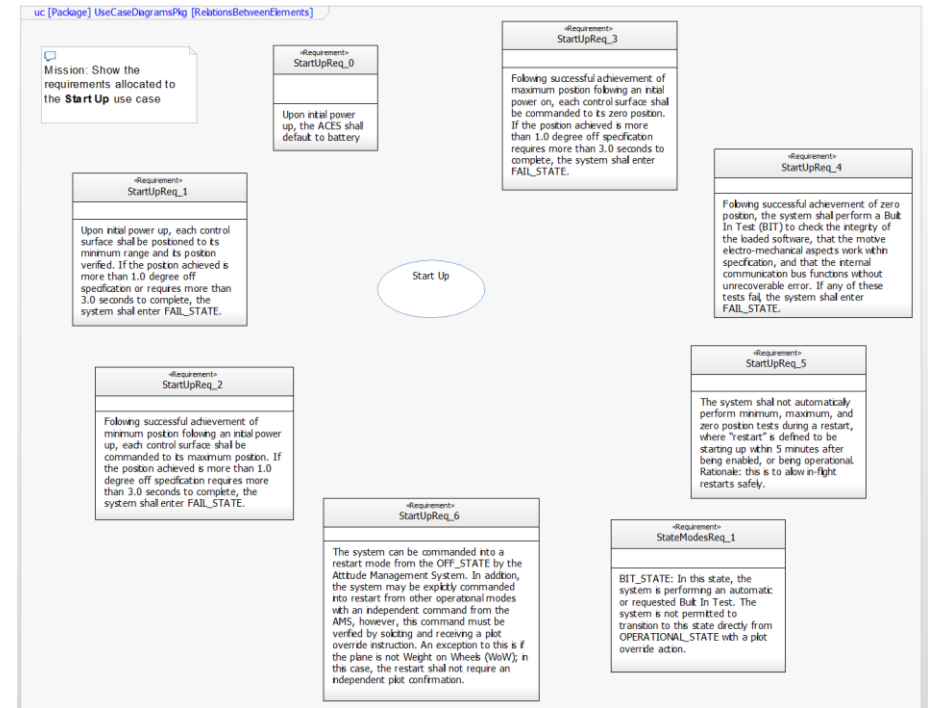 uc [Package] UseCaseDiagramsPkg [RelationsBetweenElements]
Mission: Show the
requirements allocated to
the Start Up use case
«Requirement»
StartUpReq_0
Upon initial power
up, the ACES shall
default to battery
«Requirement»
StartUpReq_3
Following successful achievement of
maximum position following an initial
power on, each control surface shall
be commanded to its zero position.
If the position achieved is more
than 1.0 degree off specification
requires more than 3.0 seconds to
complete, the system shall enter
FAIL_STATE.
«Requirement»
StartUpReq_4
Following successful achievement of zero
position, the system shall perform a Built
In Test (BIT) to check the integrity of
the loaded software, that the motive
electro-mechanical aspects work within
specification, and that the internal
communication bus functions without
unrecoverable error. If any of these
tests fail, the system shall enter
FAIL_STATE.
«Requirement»
StartUpReq_1
Upon initial power up, each control
surface shall be positioned to its
minimum range and its position
verified. If the position achieved is
more than 1.0 degree off
specification or requires more than
3.0 seconds to complete, the
system shall enter FAIL_STATE.
Start Up
«Requirement»
StartUpReq_5
The system shall not automatically
perform minimum, maximum, and
zero position tests during a restart,
where "restart" is defined to be
starting up within 5 minutes after
being enabled, or being operational.
Rationale: this is to allow in-flight
restarts safely.
«Requirement»
StartUpReq_2
Following successful achievement of
minimum position following an initial power
up, each control surface shall be
commanded to its maximum position. If
the position achieved is more than 1.0
degree off specification requires more
than 3.0 seconds to complete, the
system shall enter FAIL_STATE.
«Requirement»
StartUpReq_6
The system can be commanded into a
restart mode from the OFF_STATE by the
Attitude Management System. In addition,
the system may be explicitly commanded
into restart from other operational modes
with an independent command from the
AMS, however, this command must be
verified by soliciting and receiving a pilot
override instruction. An exception to this is if
the plane is not Weight on Wheels (WoW); in
this case, the restart shall not require an
independent pilot confirmation.
«Requirement»
StateModesReq_1
BIT_STATE: In this state, the
system is performing an automatic
or requested Built In Test. The
system is not permitted to
transition to this state directly from
OPERATIONAL_STATE with a pilot
override action.